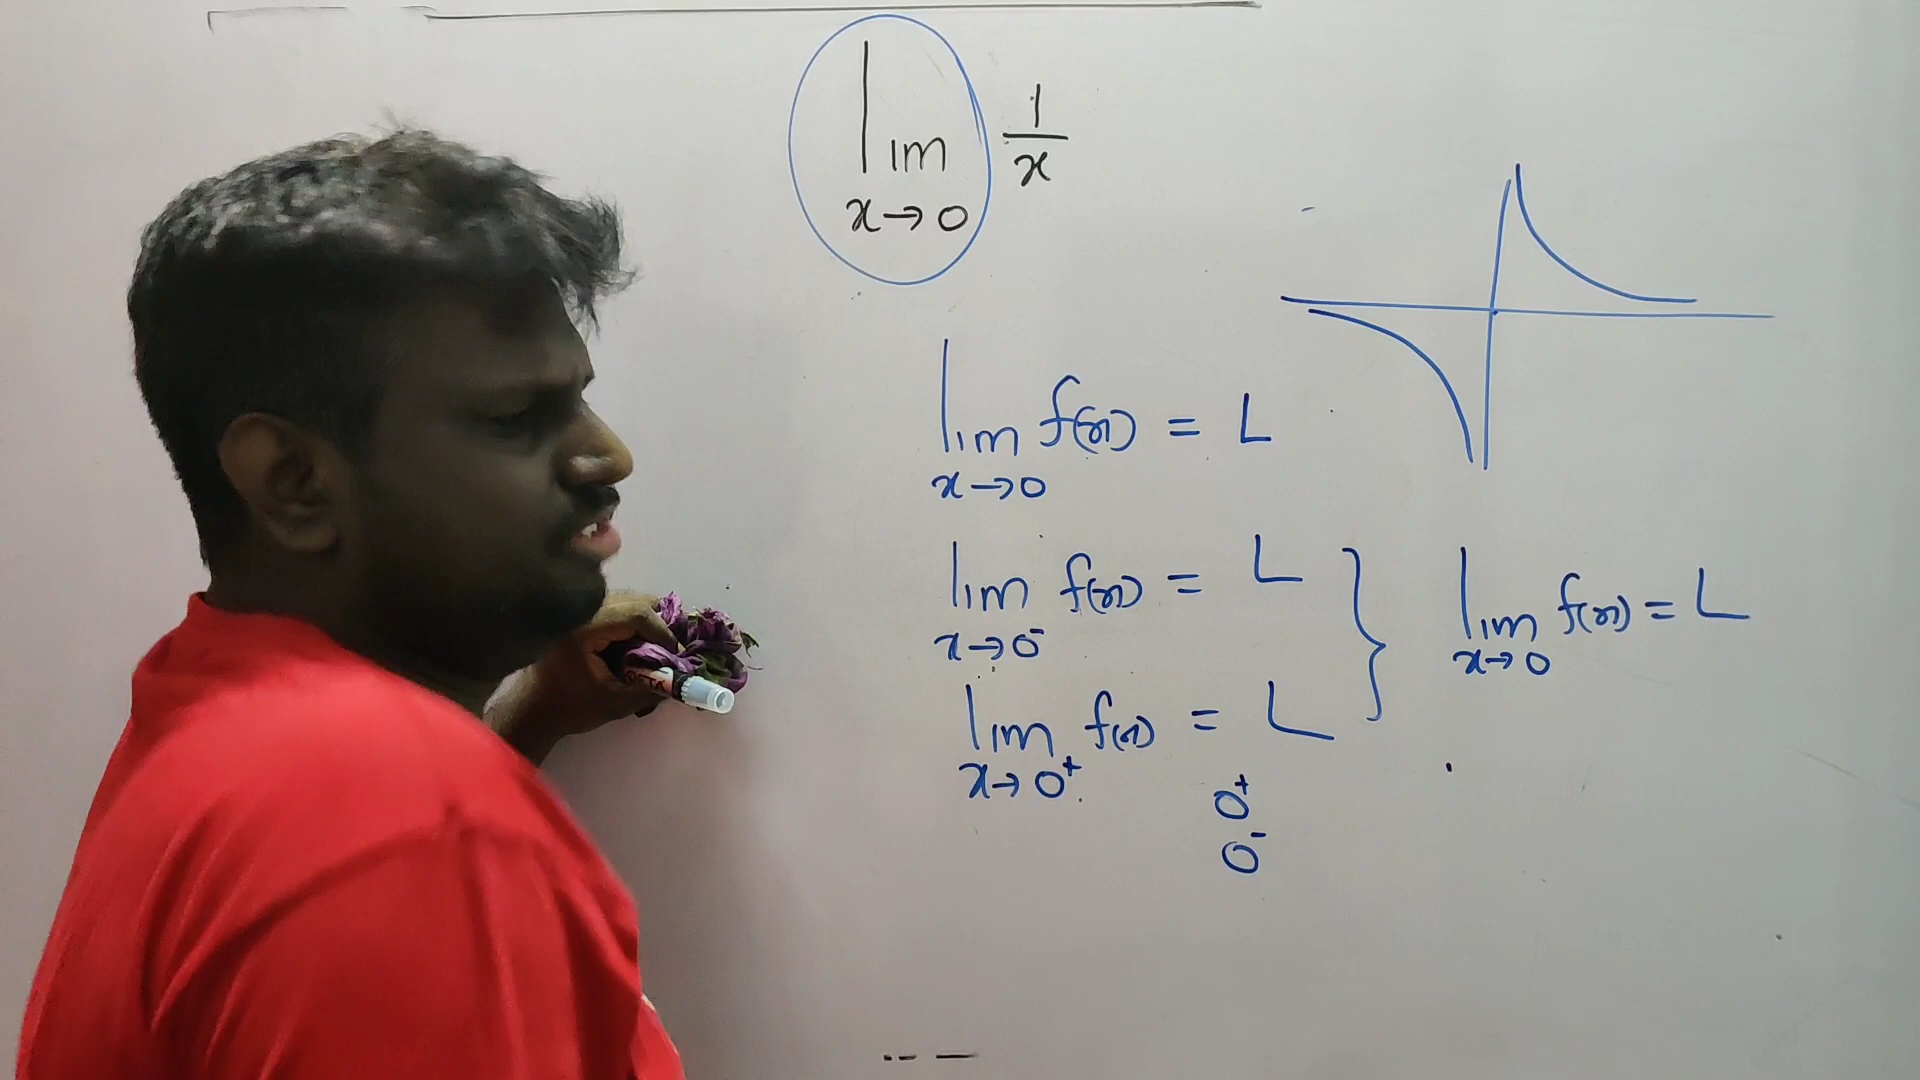 lim 1/x
x→0
lim f(x) = L
x→0
lim f(x) = L
x→0⁻
lim f(x) = L
x→0⁺
lim f(x) = L
x→0
0⁺
0⁻